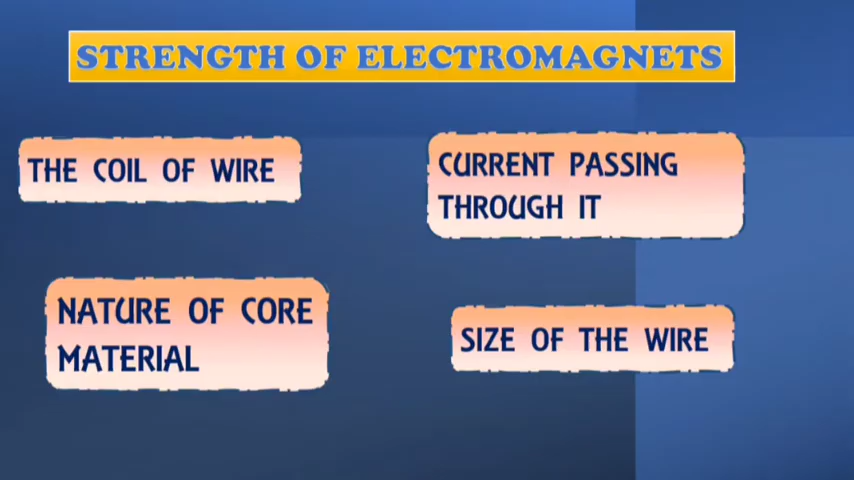 STRENGTH OF ELECTROMAGNETS
THE COIL OF WIRE
CURRENT PASSING
THROUGH IT
NATURE OF CORE
MATERIAL
SIZE OF THE WIRE